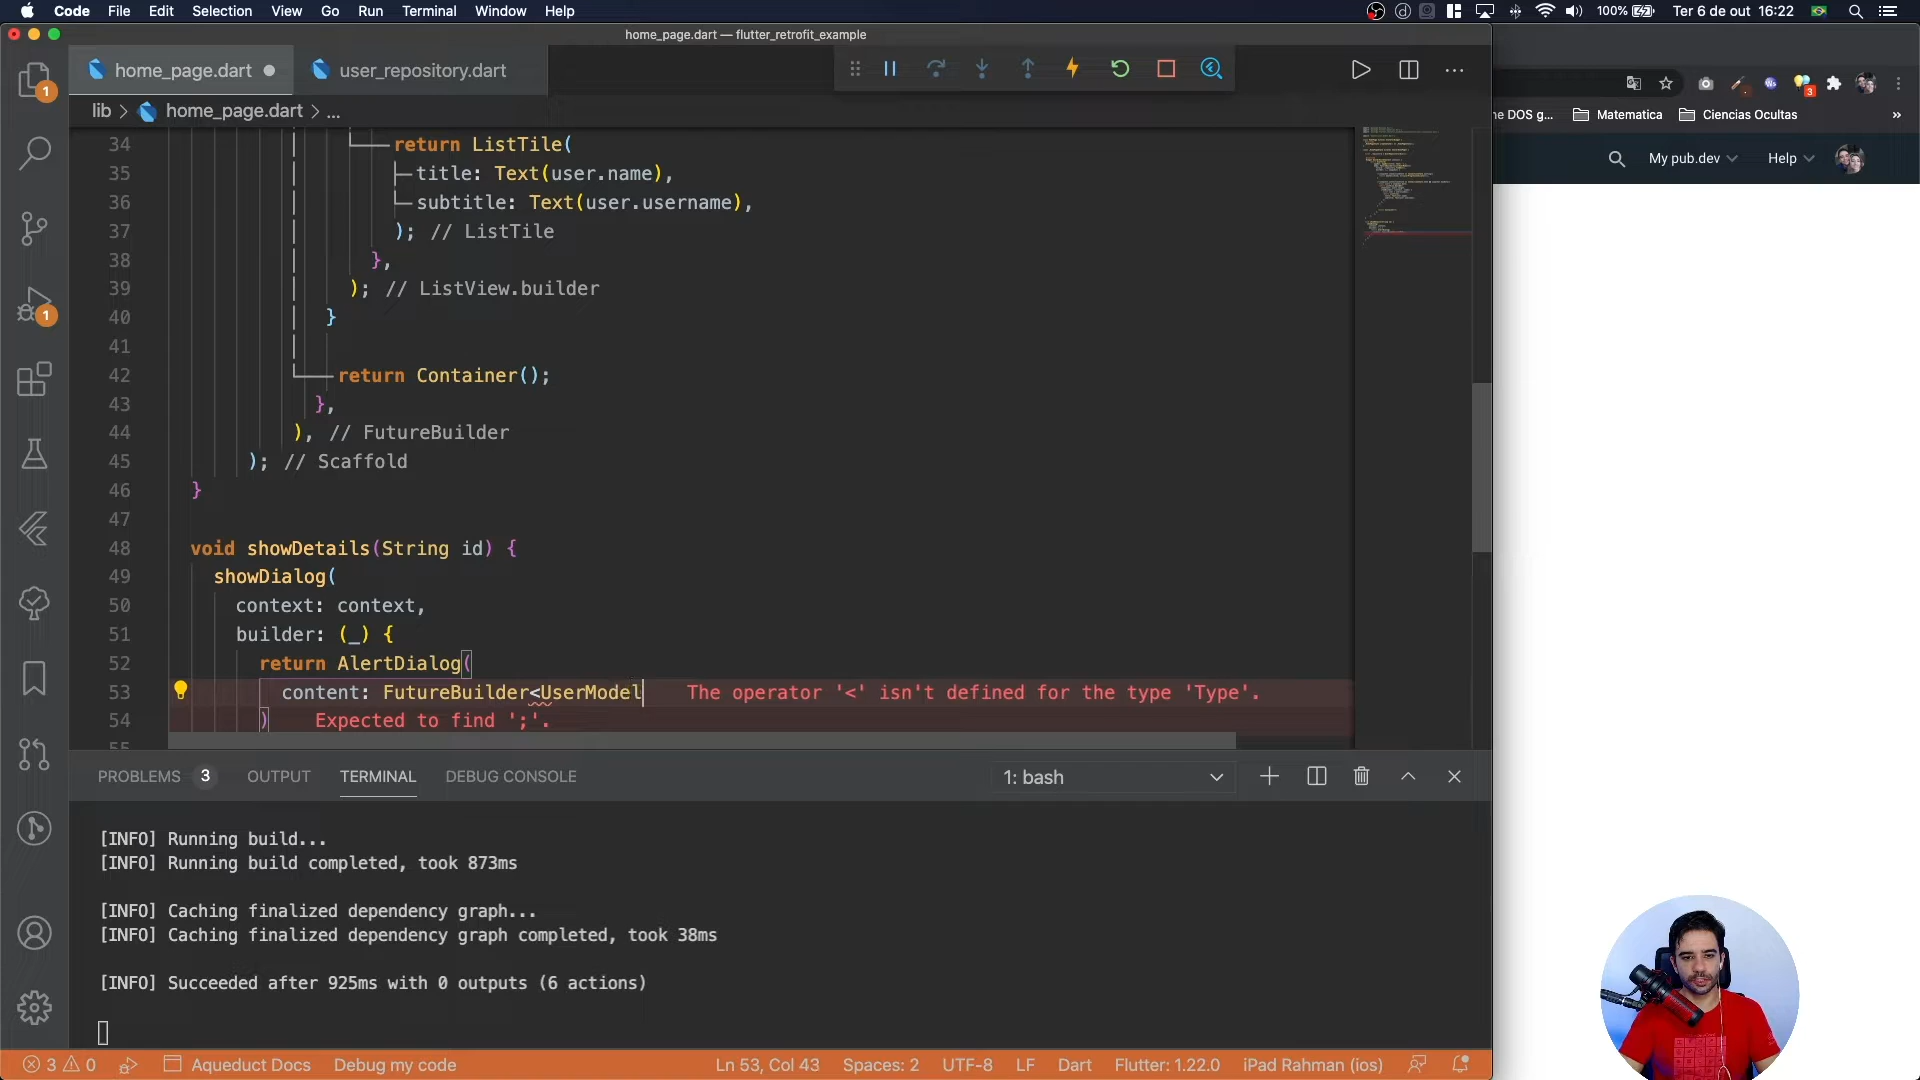 Code File Edit Selection View Go Run Terminal Window Help
100% Ter 6 de out 16:22
home_page.dart — flutter_retrofit_example
home_page.dart
user_repository.dart
lib > home_page.dart > ...
34 return ListTile(
35 title: Text(user.name),
36 subtitle: Text(user.username),
37 ); // ListTile
38 },
39 ); // ListView.builder
40 }
41
42 return Container();
43 },
44 ), // FutureBuilder
45 ); // Scaffold
46 }
47
48 void showDetails(String id) {
49 showDialog(
50 context: context,
51 builder: (_) {
52 return AlertDialog(
53 content: FutureBuilder<UserModel The operator '<' isn't defined for the type 'Type'.
54 ) Expected to find ';'.
55
1
1
PROBLEMS 3 OUTPUT TERMINAL DEBUG CONSOLE
1: bash
[INFO] Running build...
[INFO] Running build completed, took 873ms
[INFO] Caching finalized dependency graph...
[INFO] Caching finalized dependency graph completed, took 38ms
[INFO] Succeeded after 925ms with 0 outputs (6 actions)
3 0 Aqueduct Docs Debug my code
Ln 53, Col 43 Spaces: 2 UTF-8 LF Dart Flutter: 1.22.0 iPad Rahman (ios)
3
ne DOS g... Matematica Ciencias Ocultas »
My pub.dev Help